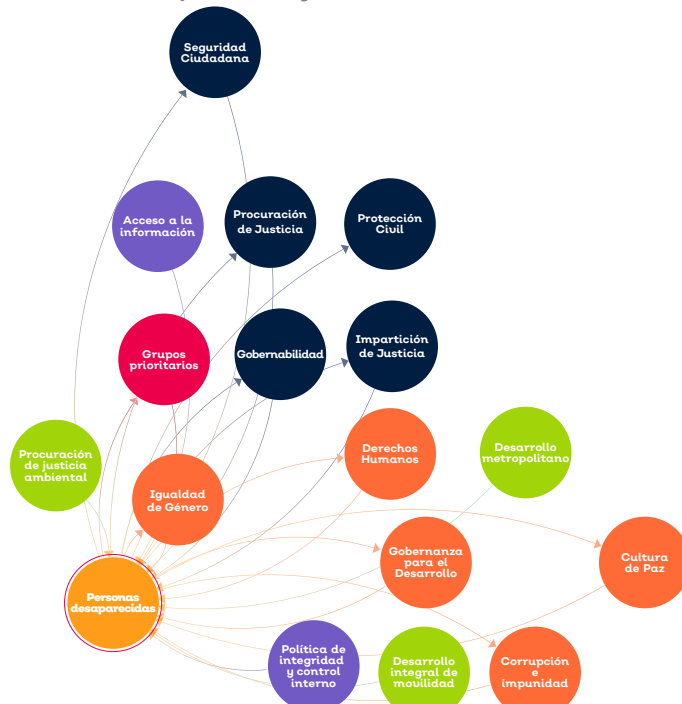 Seguridad
Ciudadana
Acceso a la
información
Procuración
de Justicia
Protección
Civil
Grupos
prioritarios
Gobernabilidad
Impartición
de Justicia
Procuración
de justicia
ambiental
Igualdad
de Género
Derechos
Humanos
Desarrollo
metropolitano
Gobernanza
para el
Desarrollo
Cultura
de Paz
Personas
desaparecidas
Política de
integridad
y control
interno
Desarrollo
integral de
movilidad
Corrupción
e
impunidad